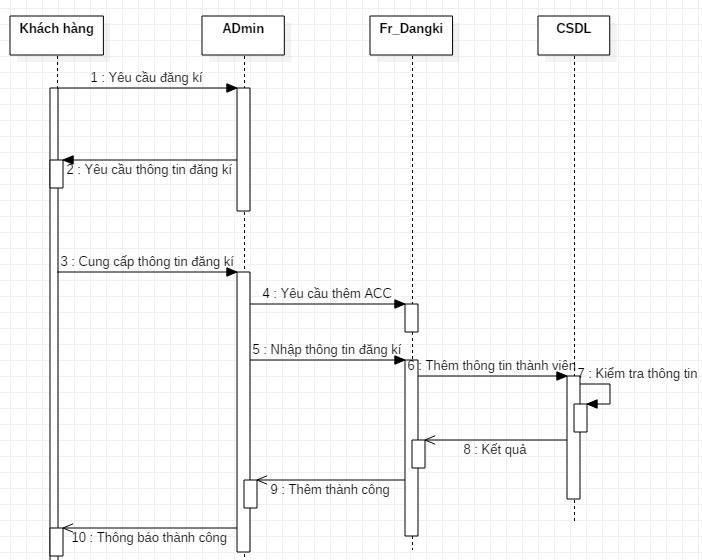 Khách hàng
ADmin
Fr_Dangki
CSDL
1 : Yêu cầu đăng kí
2 : Yêu cầu thông tin đăng kí
3 : Cung cấp thông tin đăng kí
4 : Yêu cầu thêm ACC
5 : Nhập thông tin đăng kí
6 : Thêm thông tin thành viên
7 : Kiểm tra thông tin
8 : Kết quả
9 : Thêm thành công
10 : Thông báo thành công